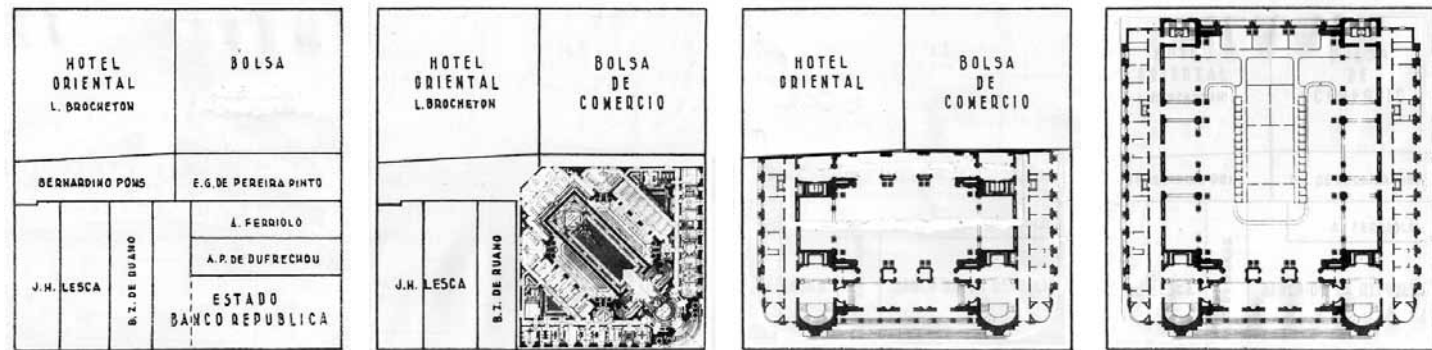 HOTEL
ORIENTAL
L. BROCHETON
BOLSA
BERNARDINO PONS
E.G. DE PEREIRA PINTO
A. FERRIOLO
A.P. DE DUFRECHOU
J.H. LESCA
B. Z. DE RUANO
ESTADO
BANCO REPUBLICA
HOTEL
ORIENTAL
L. BROCHETON
BOLSA
DE
COMERCIO
J.H. LESCA
B. Z. DE RUANO
HOTEL
ORIENTAL
BOLSA
DE
COMERCIO